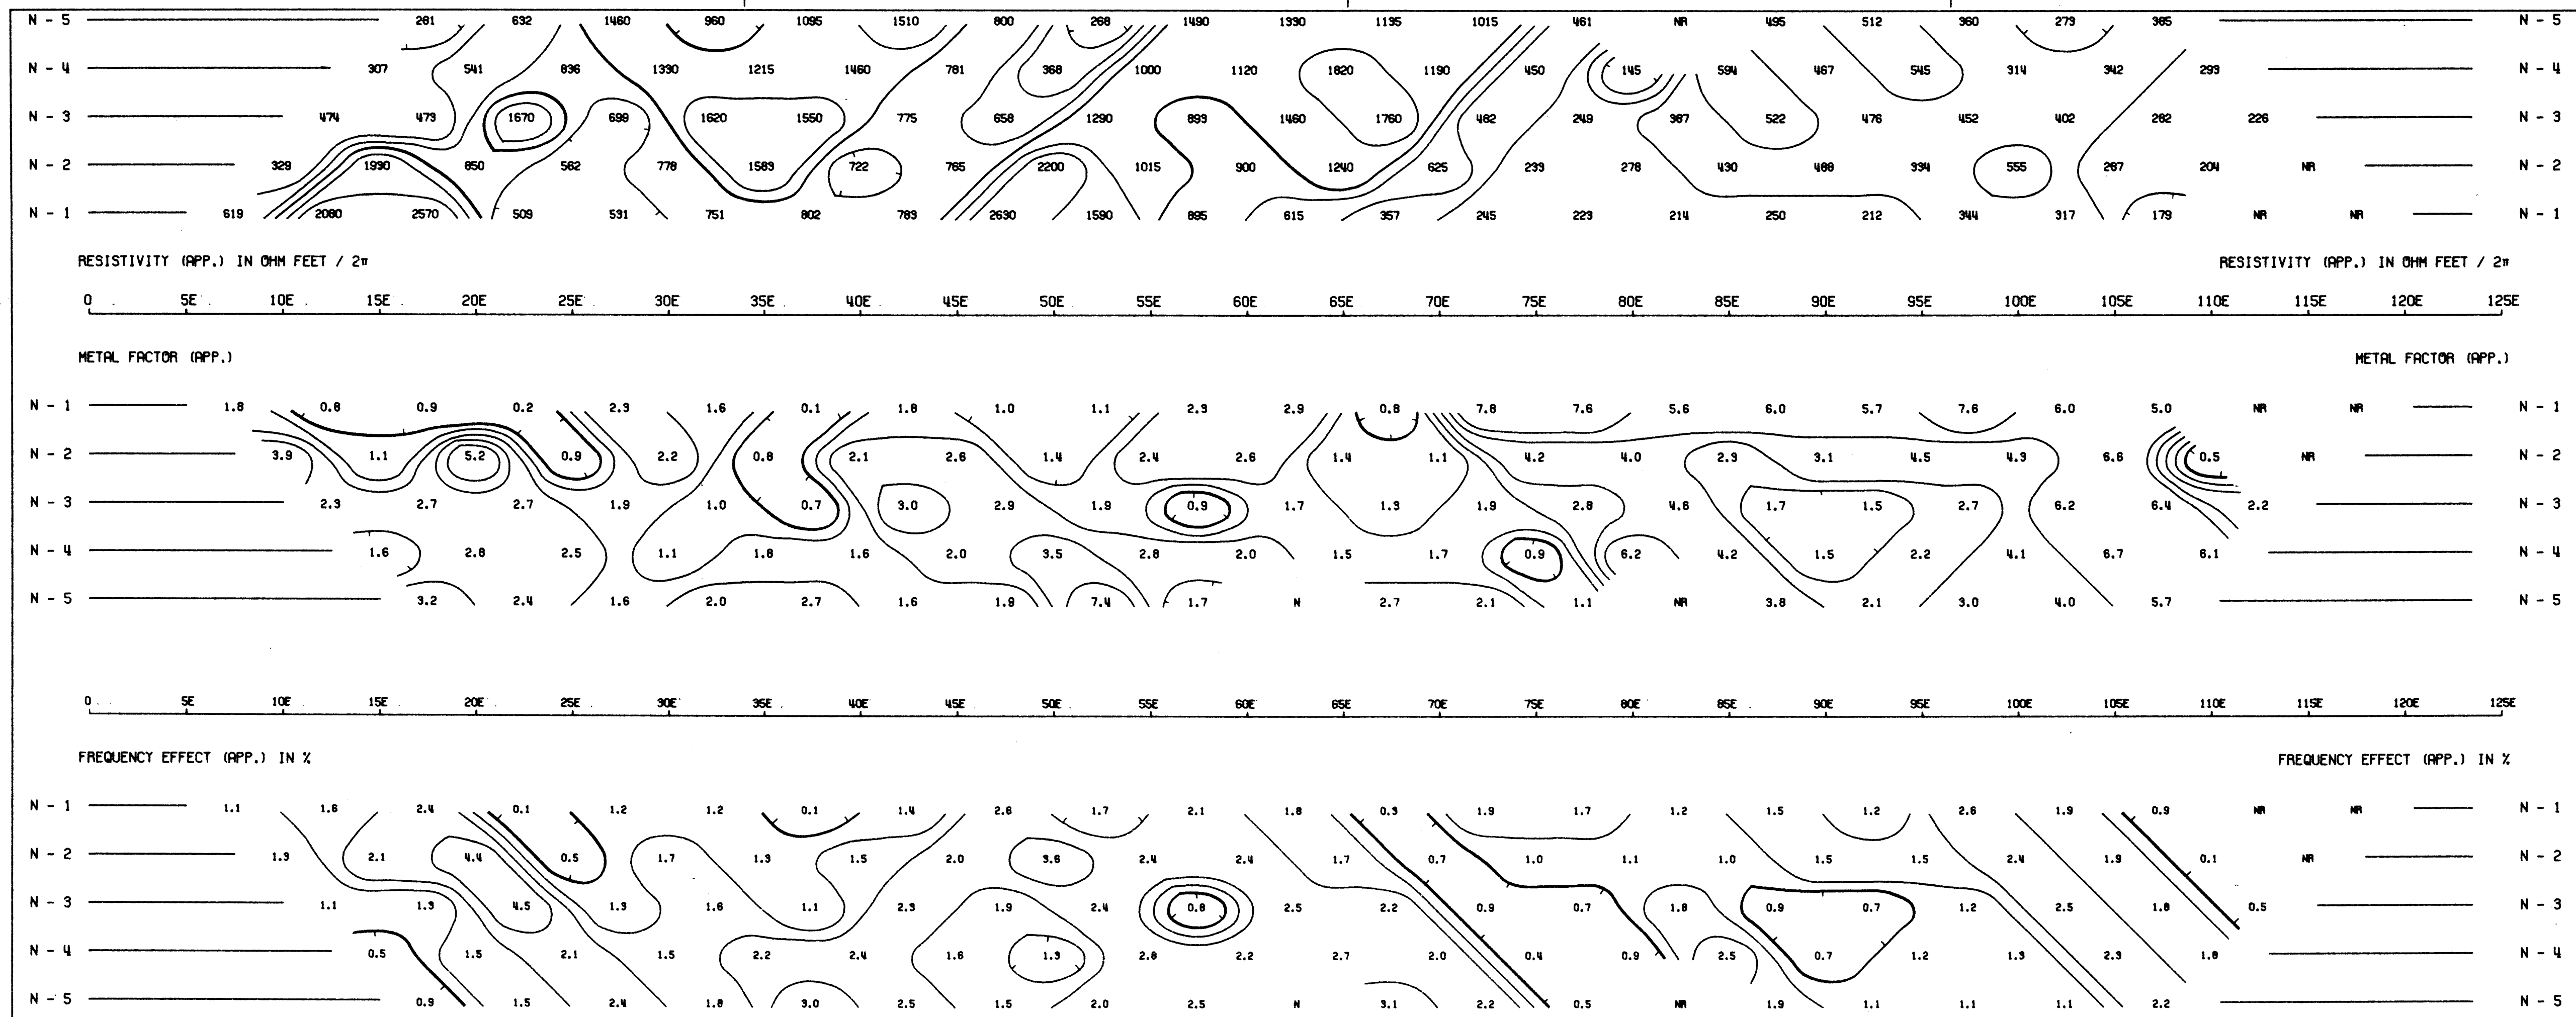 N - 5 281 632 1460 960 1095 1510 800 268 1490 1330 1135 1015 461 NR 495 512 360 273 365 N - 5
N - 4 307 541 836 1330 1215 1460 781 368 1000 1120 1820 1190 450 145 594 467 545 314 342 293 N - 4
N - 3 474 473 1670 699 1620 1550 775 658 1290 893 1460 1760 482 249 387 522 476 452 402 262 226 N - 3
N - 2 329 1990 850 562 778 1583 722 765 2200 1015 900 1240 625 233 278 430 488 334 555 267 204 NR N - 2
N - 1 619 2080 2570 509 531 751 802 783 2630 1590 895 615 357 245 223 214 250 212 344 317 179 NR NR N - 1
RESISTIVITY (APP.) IN OHM FEET / 2π RESISTIVITY (APP.) IN OHM FEET / 2π
0 5E 10E 15E 20E 25E 30E 35E 40E 45E 50E 55E 60E 65E 70E 75E 80E 85E 90E 95E 100E 105E 110E 115E 120E 125E
METAL FACTOR (APP.) METAL FACTOR (APP.)
N - 1 1.8 0.8 0.9 0.2 2.3 1.6 0.1 1.8 1.0 1.1 2.3 2.9 0.8 7.8 7.6 5.6 6.0 5.7 7.6 6.0 5.0 NR NR N - 1
N - 2 3.9 1.1 5.2 0.9 2.2 0.8 2.1 2.6 1.4 2.4 2.6 1.4 1.1 4.2 4.0 2.3 3.1 4.5 4.3 6.6 0.5 NR N - 2
N - 3 2.3 2.7 2.7 1.9 1.0 0.7 3.0 2.9 1.9 0.9 1.7 1.3 1.9 2.8 4.6 1.7 1.5 2.7 6.2 6.4 2.2 N - 3
N - 4 1.6 2.8 2.5 1.1 1.8 1.6 2.0 3.5 2.8 2.0 1.5 1.7 0.9 6.2 4.2 1.5 2.2 4.1 6.7 6.1 N - 4
N - 5 3.2 2.4 1.6 2.0 2.7 1.6 1.9 7.4 1.7 N 2.7 2.1 1.1 NR 3.8 2.1 3.0 4.0 5.7 N - 5
0 5E 10E 15E 20E 25E 30E 35E 40E 45E 50E 55E 60E 65E 70E 75E 80E 85E 90E 95E 100E 105E 110E 115E 120E 125E
FREQUENCY EFFECT (APP.) IN % FREQUENCY EFFECT (APP.) IN %
N - 1 1.1 1.6 2.4 0.1 1.2 1.2 0.1 1.4 2.6 1.7 2.1 1.8 0.3 1.9 1.7 1.2 1.5 1.2 2.6 1.9 0.9 NR NR N - 1
N - 2 1.3 2.1 4.4 0.5 1.7 1.3 1.5 2.0 3.6 2.4 2.4 1.7 0.7 1.0 1.1 1.0 1.5 1.5 2.4 1.9 0.1 NR N - 2
N - 3 1.1 1.3 4.5 1.3 1.6 1.1 2.3 1.9 2.4 0.8 2.5 2.2 0.9 0.7 1.8 0.9 0.7 1.2 2.5 1.8 0.5 N - 3
N - 4 0.5 1.5 2.1 1.5 2.2 2.4 1.6 1.3 2.8 2.2 2.7 2.0 0.4 0.9 2.5 0.7 1.2 1.3 2.3 1.8 N - 4
N - 5 0.9 1.5 2.4 1.8 3.0 2.5 1.5 2.0 2.5 N 3.1 2.2 0.5 NR 1.9 1.1 1.1 1.1 2.2 N - 5